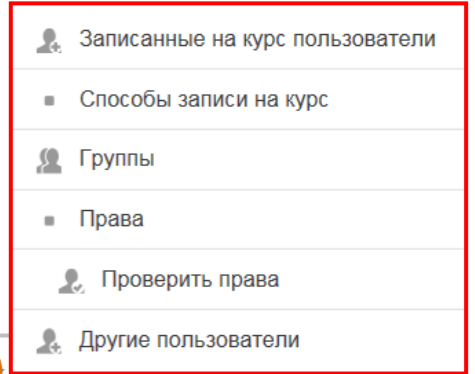 Записанные на курс пользователи
Способы записи на курс
Группы
Права
Проверить права
Другие пользователи